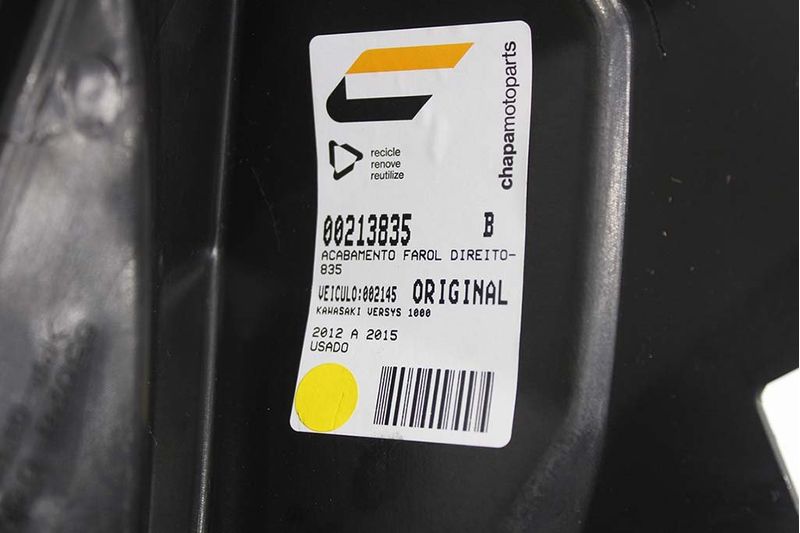 chapamotoparts
recicle
renove
reutilize
00213835 B
ACABAMENTO FAROL DIREITO-
835
VEICULO:002145 ORIGINAL
KAWASAKI VERSYS 1000
2012 A 2015
USADO